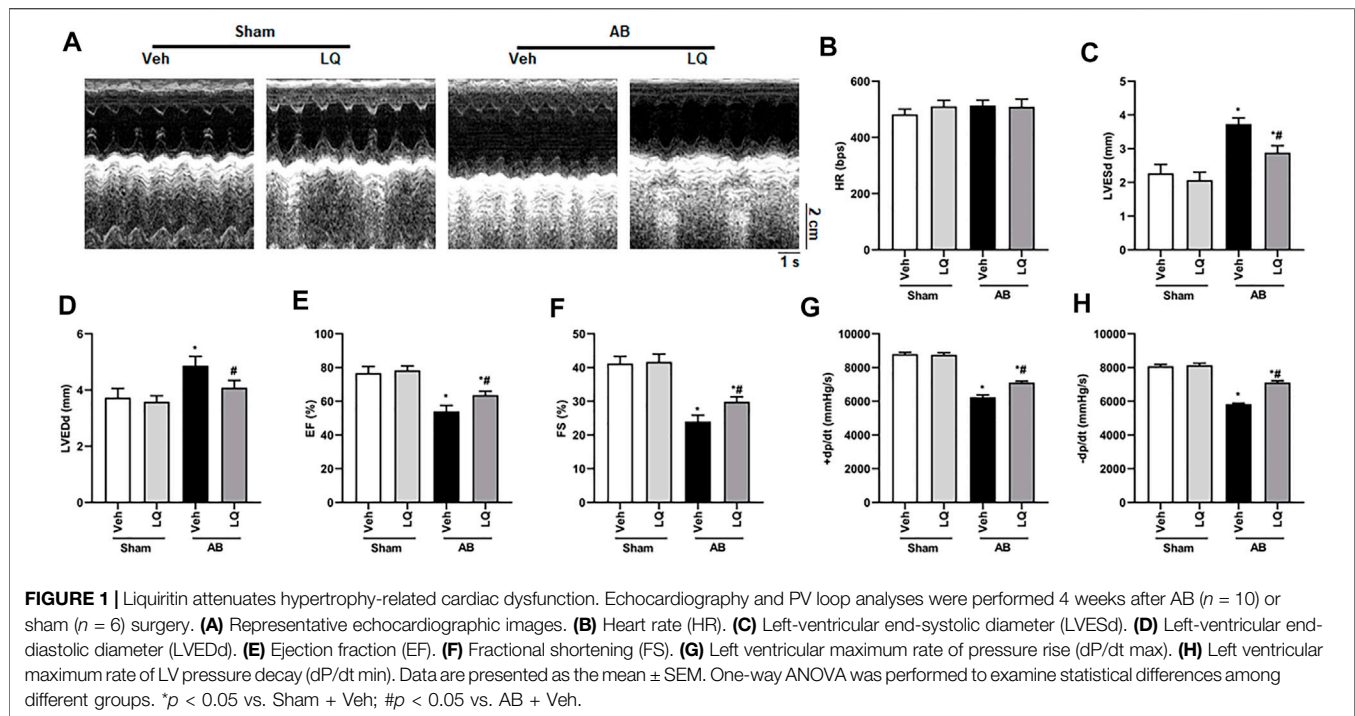 A
Sham
AB
Veh
LQ
Veh
LQ
2 cm
1 s
B
HR (bps)
600
400
200
0
Veh
LQ
Veh
LQ
Sham
AB
C
LVESd (mm)
5
4
3
2
1
0
*
*#
Veh
LQ
Veh
LQ
Sham
AB
D
LVEDd (mm)
6
4
2
0
*
#
Veh
LQ
Veh
LQ
Sham
AB
E
EF (%)
100
80
60
40
20
0
*
*#
Veh
LQ
Veh
LQ
Sham
AB
F
FS (%)
50
40
30
20
10
0
*
*#
Veh
LQ
Veh
LQ
Sham
AB
G
+dp/dt (mmHg/s)
10000
8000
6000
4000
2000
0
*
*#
Veh
LQ
Veh
LQ
Sham
AB
H
-dp/dt (mmHg/s)
10000
8000
6000
4000
2000
0
*
*#
Veh
LQ
Veh
LQ
Sham
AB
FIGURE 1 | Liquiritin attenuates hypertrophy-related cardiac dysfunction. Echocardiography and PV loop analyses were performed 4 weeks after AB (n = 10) or
sham (n = 6) surgery. (A) Representative echocardiographic images. (B) Heart rate (HR). (C) Left-ventricular end-systolic diameter (LVESd). (D) Left-ventricular end-
diastolic diameter (LVEDd). (E) Ejection fraction (EF). (F) Fractional shortening (FS). (G) Left ventricular maximum rate of pressure rise (dP/dt max). (H) Left ventricular
maximum rate of LV pressure decay (dP/dt min). Data are presented as the mean ± SEM. One-way ANOVA was performed to examine statistical differences among
different groups. *p < 0.05 vs. Sham + Veh; #p < 0.05 vs. AB + Veh.